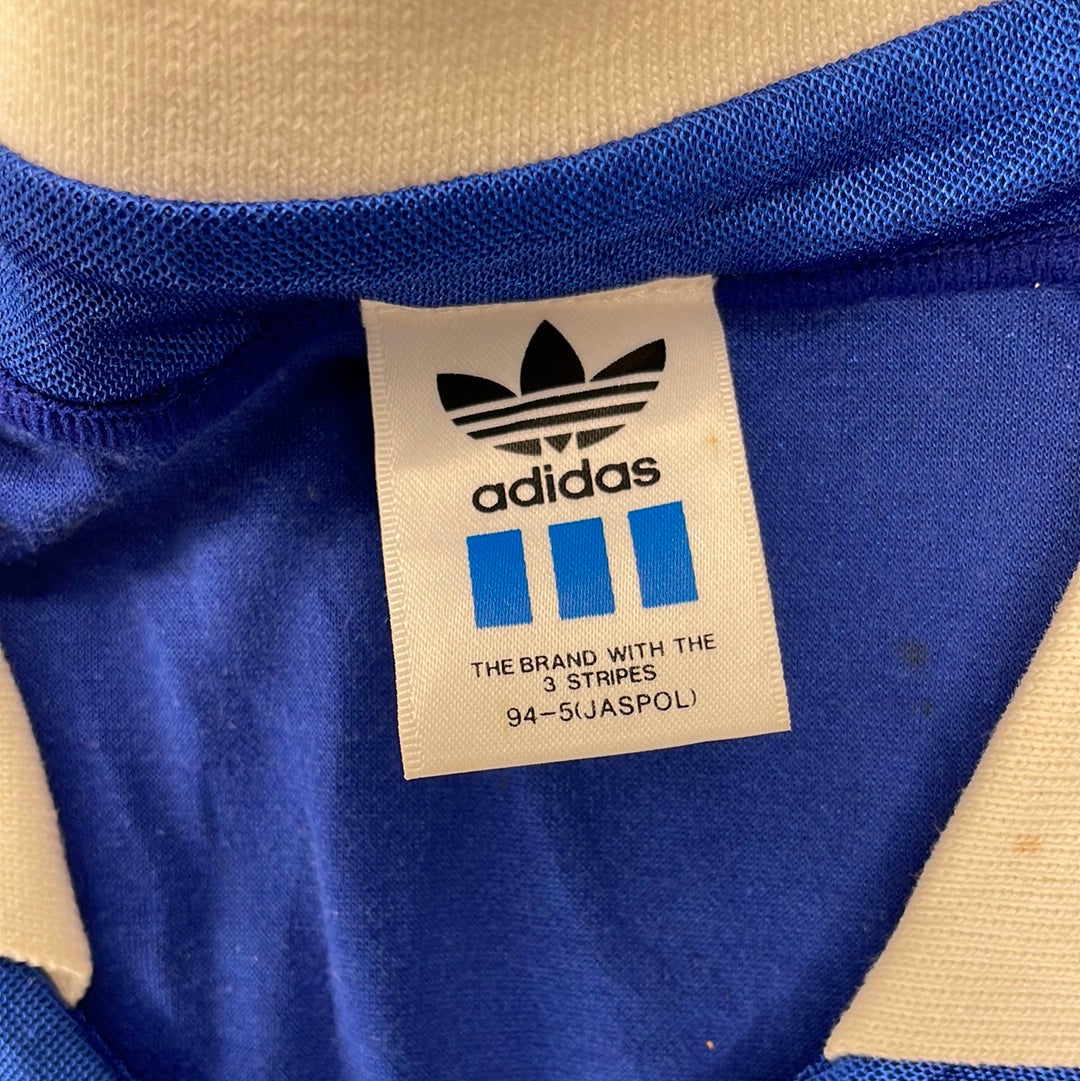 adidas
THE BRAND WITH THE
3 STRIPES
94-5(JASPOL)